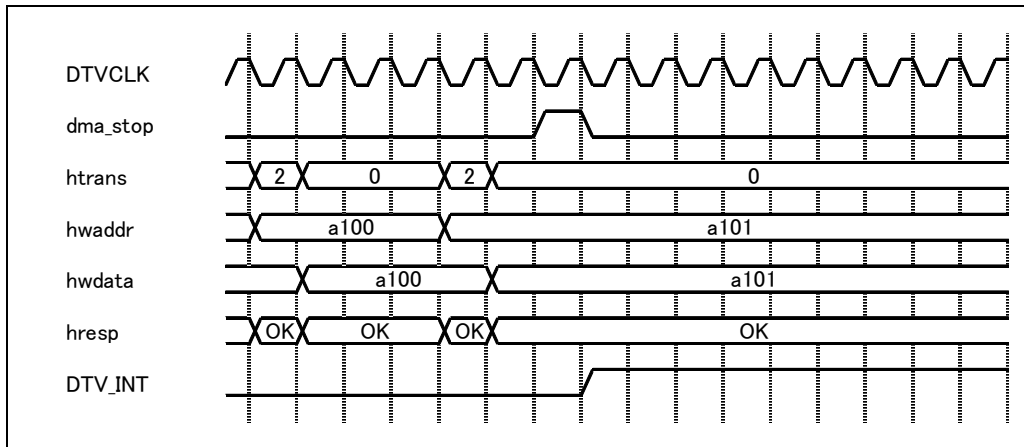 DTVCLK
dma_stop
htrans 2 0 2 0
hwaddr a100 a101
hwdata a100 a101
hresp OK OK OK OK
DTV_INT